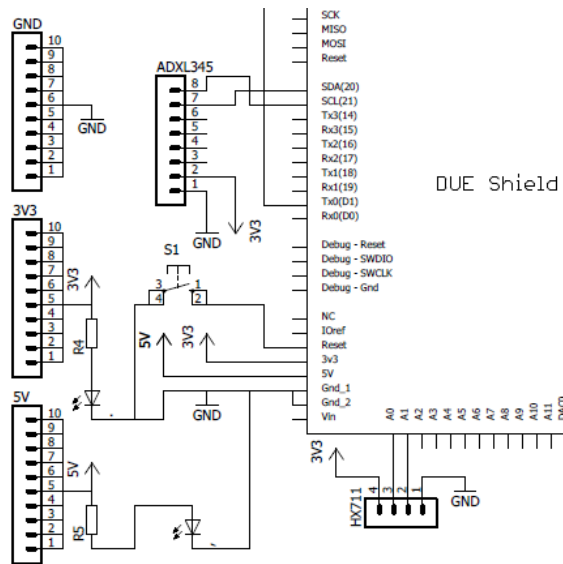 GND
10
9
8
7
6
5
4
3
2
1
GND
ADXL345
8
7
6
5
4
3
2
1
GND
3V3
SCK
MISO
MOSI
Reset
SDA(20)
SCL(21)
Tx3(14)
Rx3(15)
Tx2(16)
Rx2(17)
Tx1(18)
Rx1(19)
Tx0(D1)
Rx0(D0)
DUE Shield
Debug - Reset
Debug - SWDIO
Debug - SWCLK
Debug - Gnd
NC
IOref
Reset
3v3
5V
Gnd_1
Gnd_2
Vin
A0
A1
A2
A3
A4
A5
A6
A7
A8
A9
A10
A11
3V3
10
9
8
7
6
5
4
3
2
1
3V3
R4
S1
3 1
4 2
5V
3V3
GND
5V
10
9
8
7
6
5
4
3
2
1
5V
R5
3V3
HX711
4
3
2
1
GND